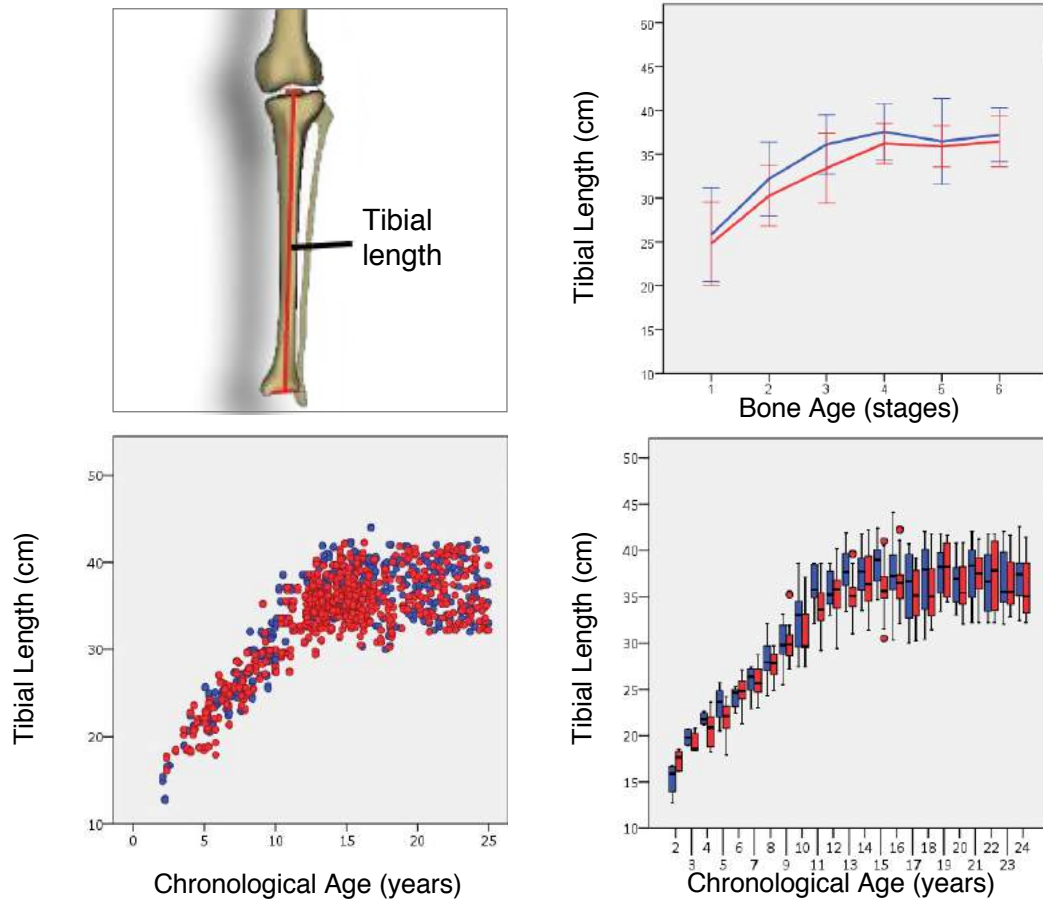 Tibial
length
Tibial Length (cm)
50
45
40
35
30
25
20
15
10
1 2 3 4 5 6
Bone Age (stages)
Tibial Length (cm)
50
40
30
20
10
0 5 10 15 20 25
Chronological Age (years)
Tibial Length (cm)
50
45
40
35
30
25
20
15
10
2 4 6 8 10 12 14 16 18 20 22 24
3 5 7 9 11 13 15 17 19 21 23
Chronological Age (years)